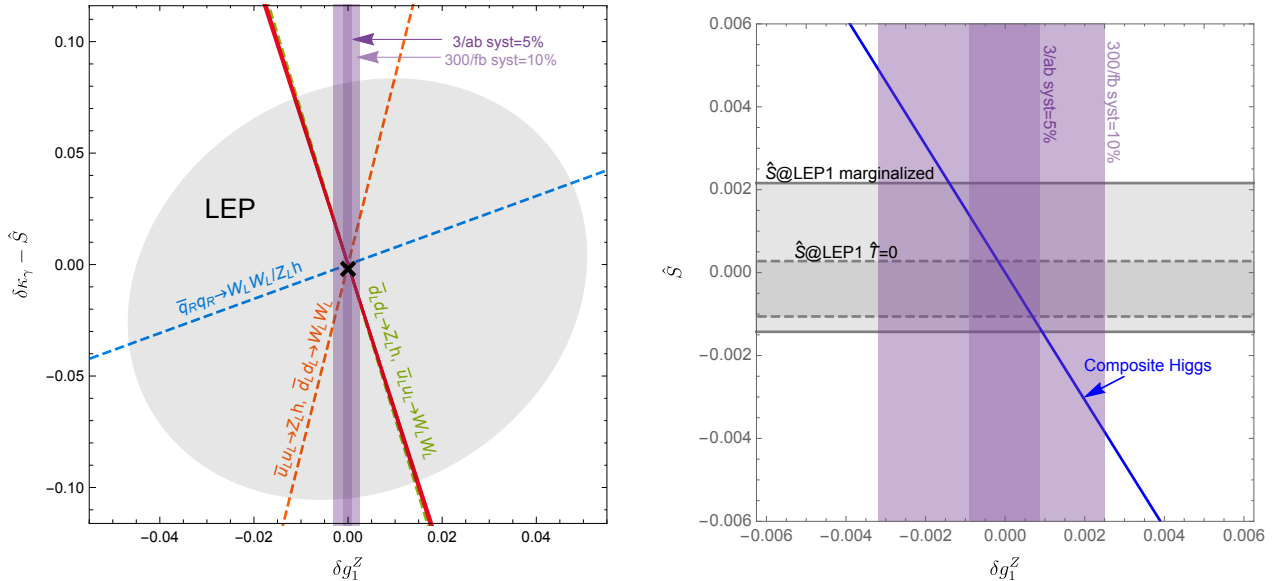 0.10
0.05
0.00
−0.05
−0.10
δκγ − Ŝ
3/ab syst=5%
300/fb syst=10%
LEP
q̅RqR→WLWL/ZLh
u̅LuL→ZLh, d̅LdL→WLWL
d̅LdL→ZLh, u̅LuL→WLWL
−0.04
−0.02
0.00
0.02
0.04
δg₁ᶻ
0.006
0.004
0.002
0.000
−0.002
−0.004
−0.006
Ŝ
3/ab syst=5%
300/fb syst=10%
Ŝ@LEP1 marginalized
Ŝ@LEP1 T̂=0
Composite Higgs
−0.006
−0.004
−0.002
0.000
0.002
0.004
0.006
δg₁ᶻ